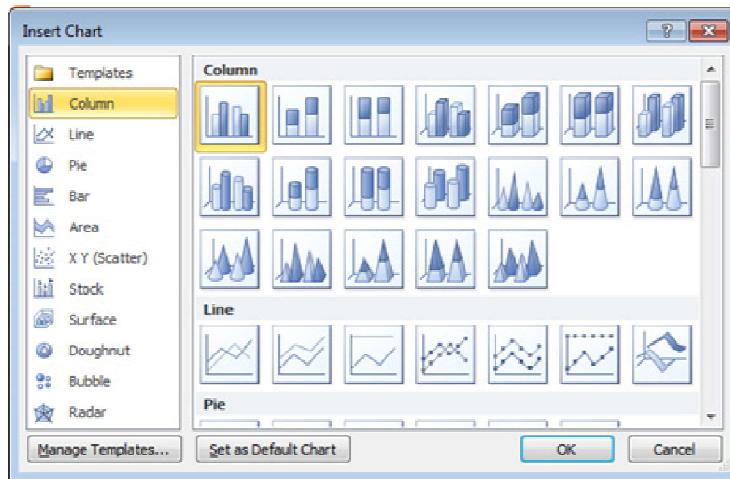 Insert Chart
Templates
Column
Line
Pie
Bar
Area
X Y (Scatter)
Stock
Surface
Doughnut
Bubble
Radar
Column
Line
Pie
Manage Templates...
Set as Default Chart
OK
Cancel